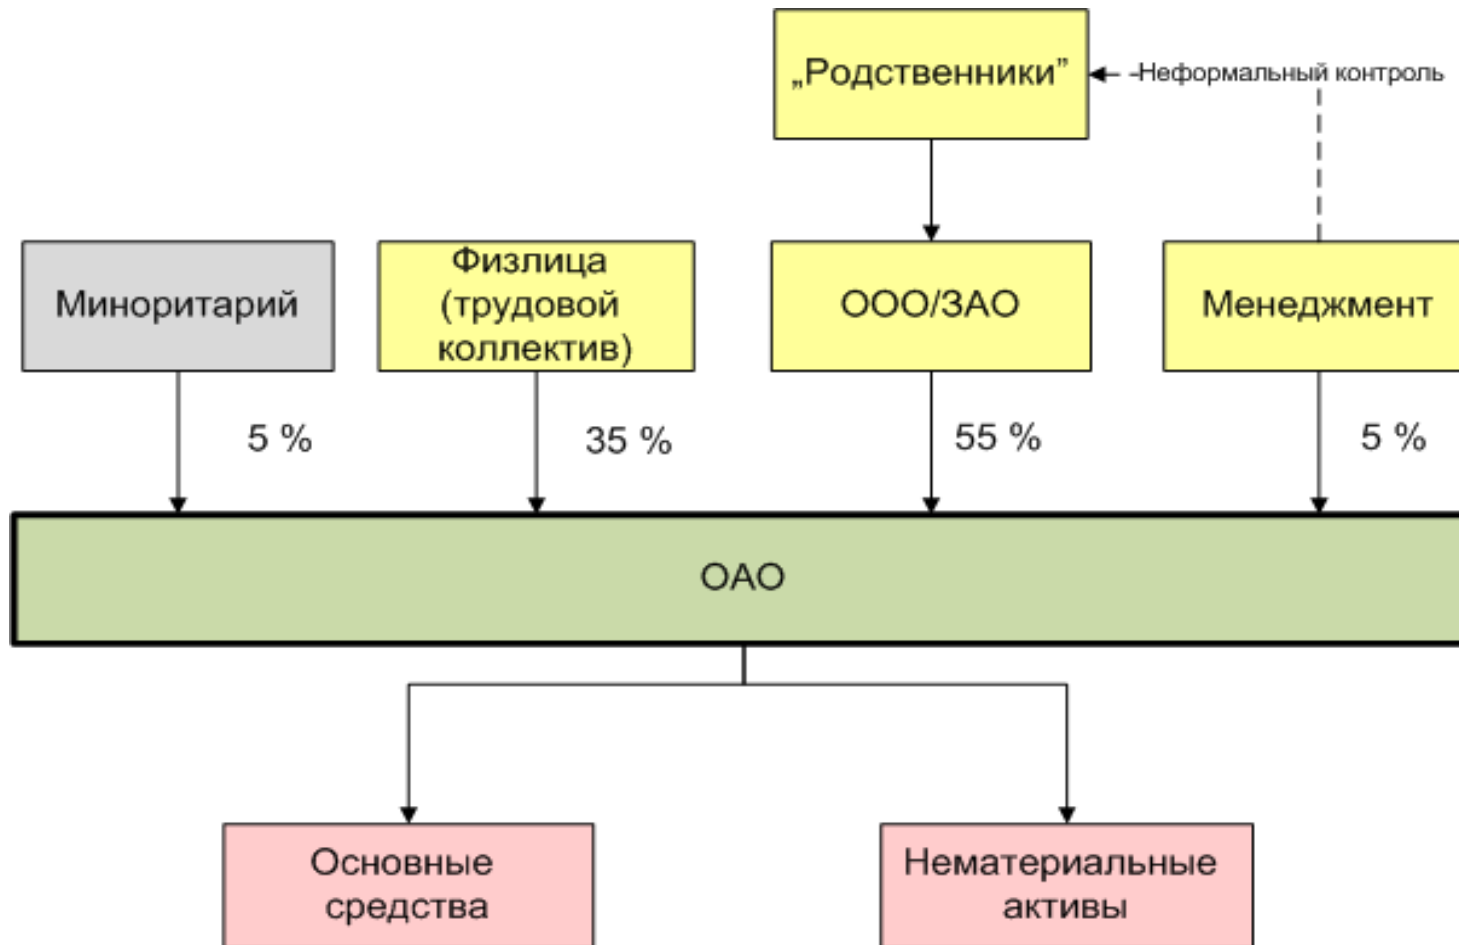 „Родственники”
Неформальный контроль
Миноритарий
Физлица
(трудовой
коллектив)
ООО/ЗАО
Менеджмент
5 %
35 %
55 %
5 %
ОАО
Основные
средства
Нематериальные
активы